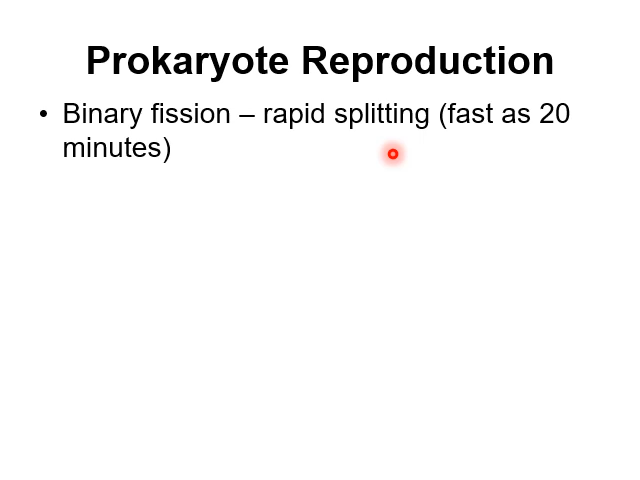 Prokaryote Reproduction
• Binary fission – rapid splitting (fast as 20
minutes)